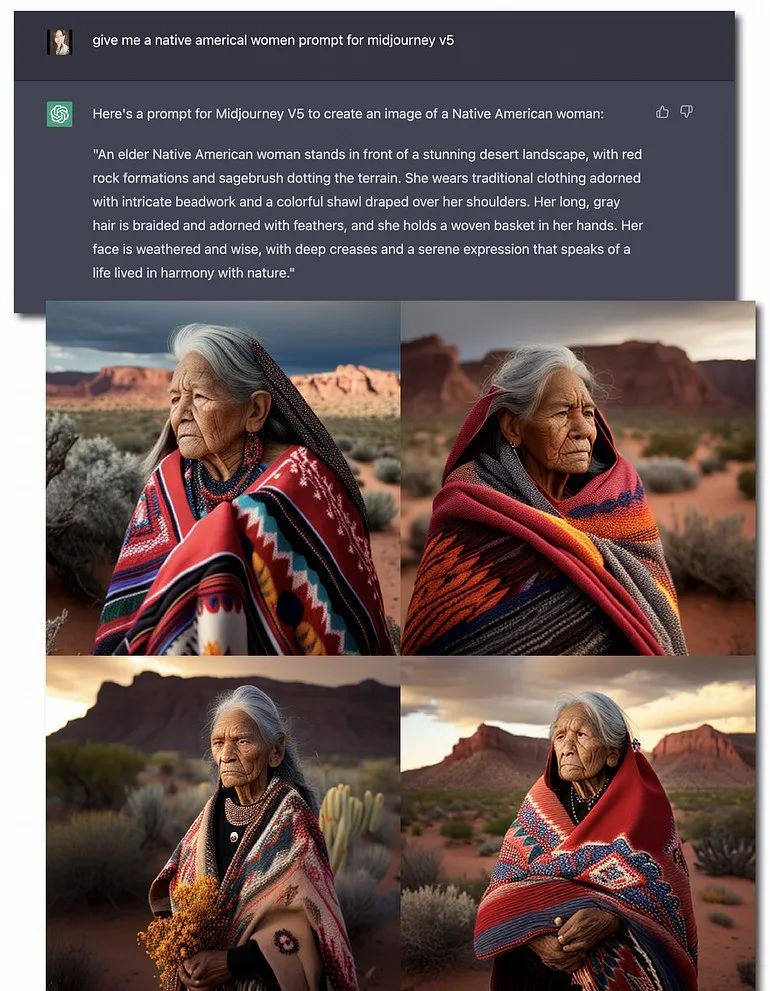 give me a native americal women prompt for midjourney v5
Here's a prompt for Midjourney V5 to create an image of a Native American woman:
"An elder Native American woman stands in front of a stunning desert landscape, with red
rock formations and sagebrush dotting the terrain. She wears traditional clothing adorned
with intricate beadwork and a colorful shawl draped over her shoulders. Her long, gray
hair is braided and adorned with feathers, and she holds a woven basket in her hands. Her
face is weathered and wise, with deep creases and a serene expression that speaks of a
life lived in harmony with nature."